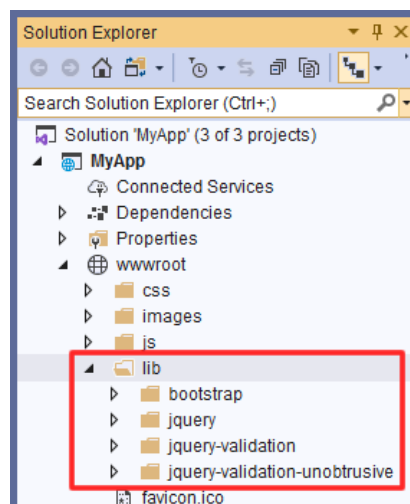 Solution Explorer
Search Solution Explorer (Ctrl+;)
Solution 'MyApp' (3 of 3 projects)
MyApp
Connected Services
Dependencies
Properties
wwwroot
css
images
js
lib
bootstrap
jquery
jquery-validation
jquery-validation-unobtrusive
favicon.ico